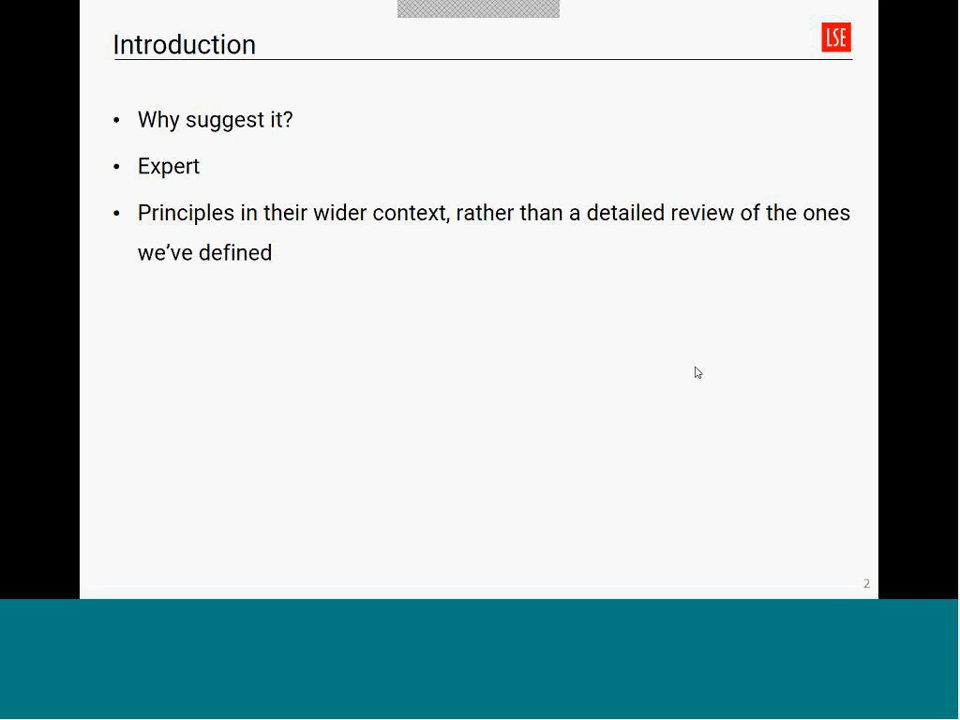 Introduction
LSE
• Why suggest it?
• Expert
• Principles in their wider context, rather than a detailed review of the ones
we’ve defined
2